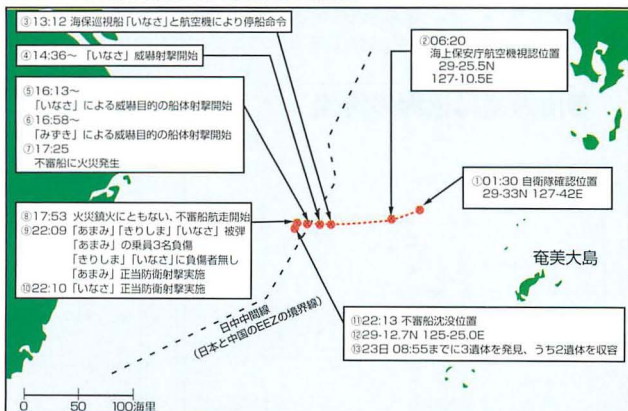 ③13:12 海保巡視船「いなさ」と航空機により停船命令
④14:36～ 「いなさ」威嚇射撃開始
⑤16:13～
「いなさ」による威嚇目的の船体射撃開始
⑥16:58～
「みずき」による威嚇目的の船体射撃開始
⑦17:25
不審船に火災発生
⑧17:53 火災鎮火にともない、不審船航走開始
⑨22:09 「あまみ」「きりしま」「いなさ」被弾
「あまみ」の乗員3名負傷
「きりしま」「いなさ」に負傷者無し
「あまみ」正当防衛射撃実施
⑩22:10 「いなさ」正当防衛射撃実施
②06:20
海上保安庁航空機視認位置
29-25.5N
127-10.5E
①01:30 自衛隊確認位置
29-33N 127-42E
奄美大島
⑪22:13 不審船沈没位置
⑫29-12.7N 125-25.0E
⑬23日 08:55までに3遺体を発見、うち2遺体を収容
日中中間線
(日本と中国のEEZの境界線)
0 50 100海里